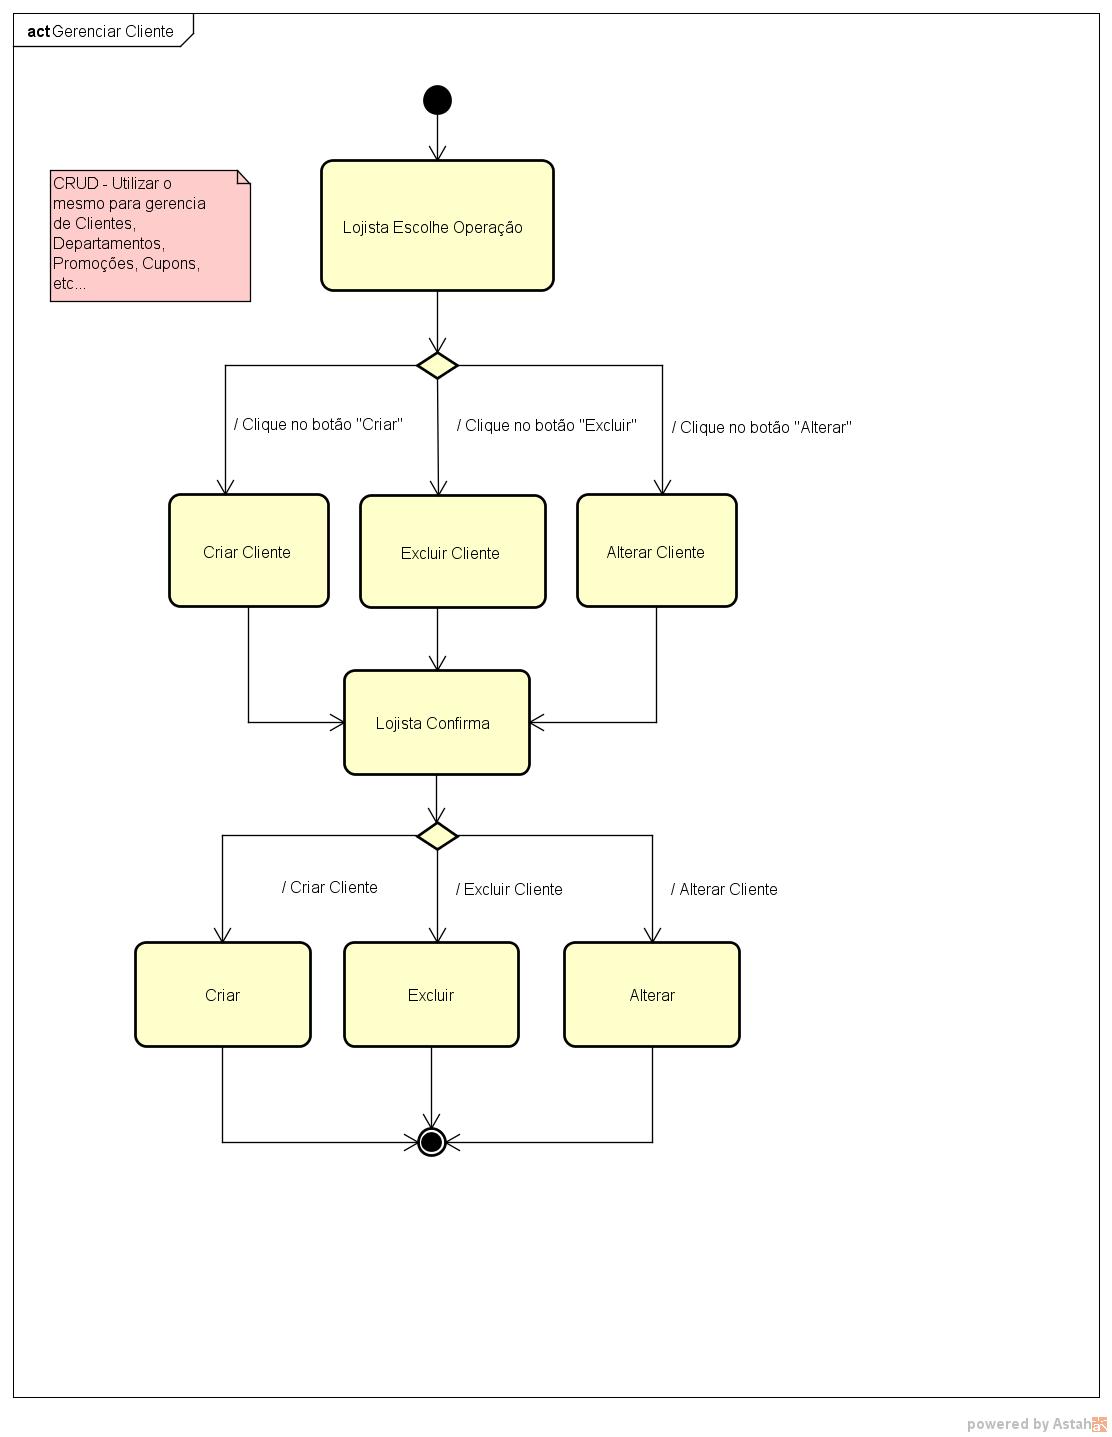 act Gerenciar Cliente
CRUD - Utilizar o
mesmo para gerencia
de Clientes,
Departamentos,
Promoções, Cupons,
etc...
Lojista Escolhe Operação
/ Clique no botão "Criar"
/ Clique no botão "Excluir"
/ Clique no botão "Alterar"
Criar Cliente
Excluir Cliente
Alterar Cliente
Lojista Confirma
/ Criar Cliente
/ Excluir Cliente
/ Alterar Cliente
Criar
Excluir
Alterar
powered by Astah